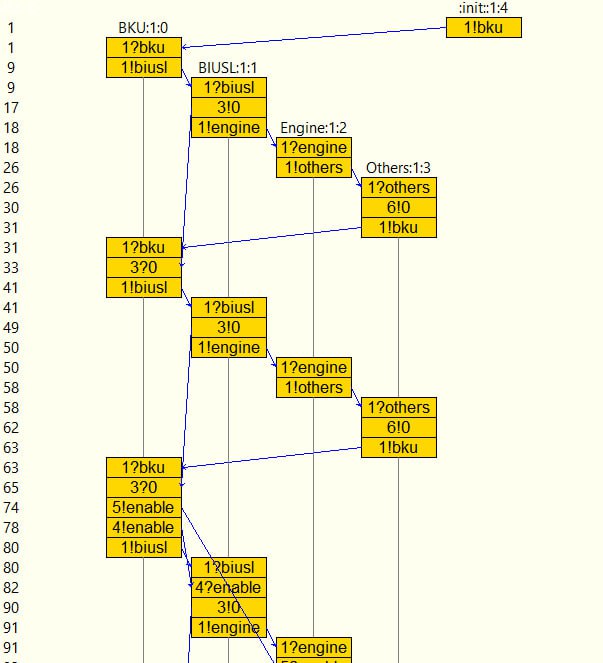 :init::1:4
1 1!bku
BKU:1:0
1 1?bku
9 1!biusl
BIUSL:1:1
9 1?biusl
17 3!0
18 1!engine
Engine:1:2
18 1?engine
26 1!others
Others:1:3
26 1?others
30 6!0
31 1!bku
31 1?bku
33 3?0
41 1!biusl
41 1?biusl
49 3!0
50 1!engine
50 1?engine
58 1!others
58 1?others
62 6!0
63 1!bku
63 1?bku
65 3?0
74 5!enable
78 4!enable
80 1!biusl
80 1?biusl
82 4?enable
90 3!0
91 1!engine
91 1?engine